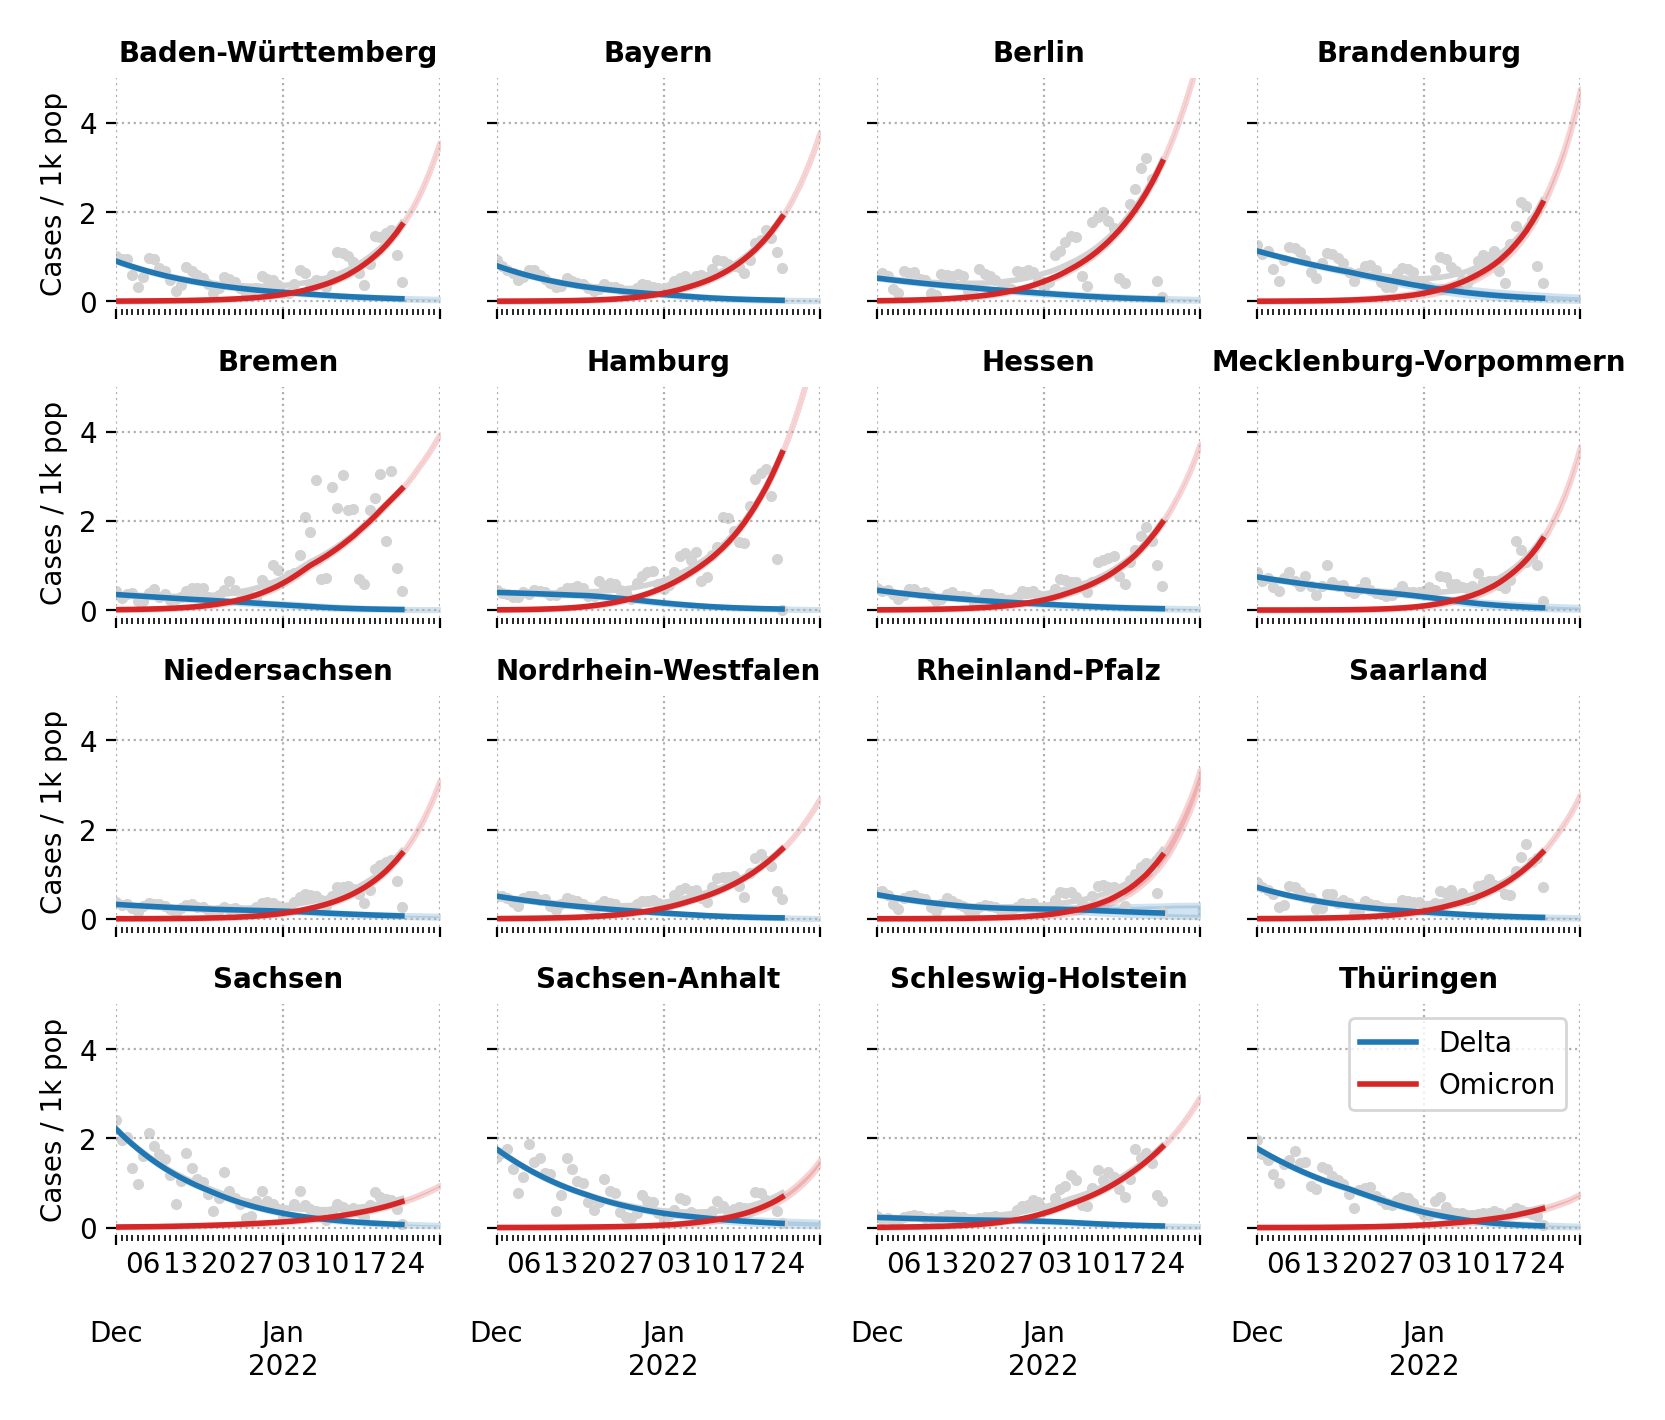 Baden-Württemberg Bayern Berlin Brandenburg
Cases / 1k pop
4
2
0
Bremen Hamburg Hessen Mecklenburg-Vorpommern
Cases / 1k pop
4
2
0
Niedersachsen Nordrhein-Westfalen Rheinland-Pfalz Saarland
Cases / 1k pop
4
2
0
Sachsen Sachsen-Anhalt Schleswig-Holstein Thüringen
Cases / 1k pop
4
2
0
Delta
Omicron
06 13 20 27 03 10 17 24 06 13 20 27 03 10 17 24 06 13 20 27 03 10 17 24 06 13 20 27 03 10 17 24
Dec Jan Dec Jan Dec Jan Dec Jan
2022 2022 2022 2022